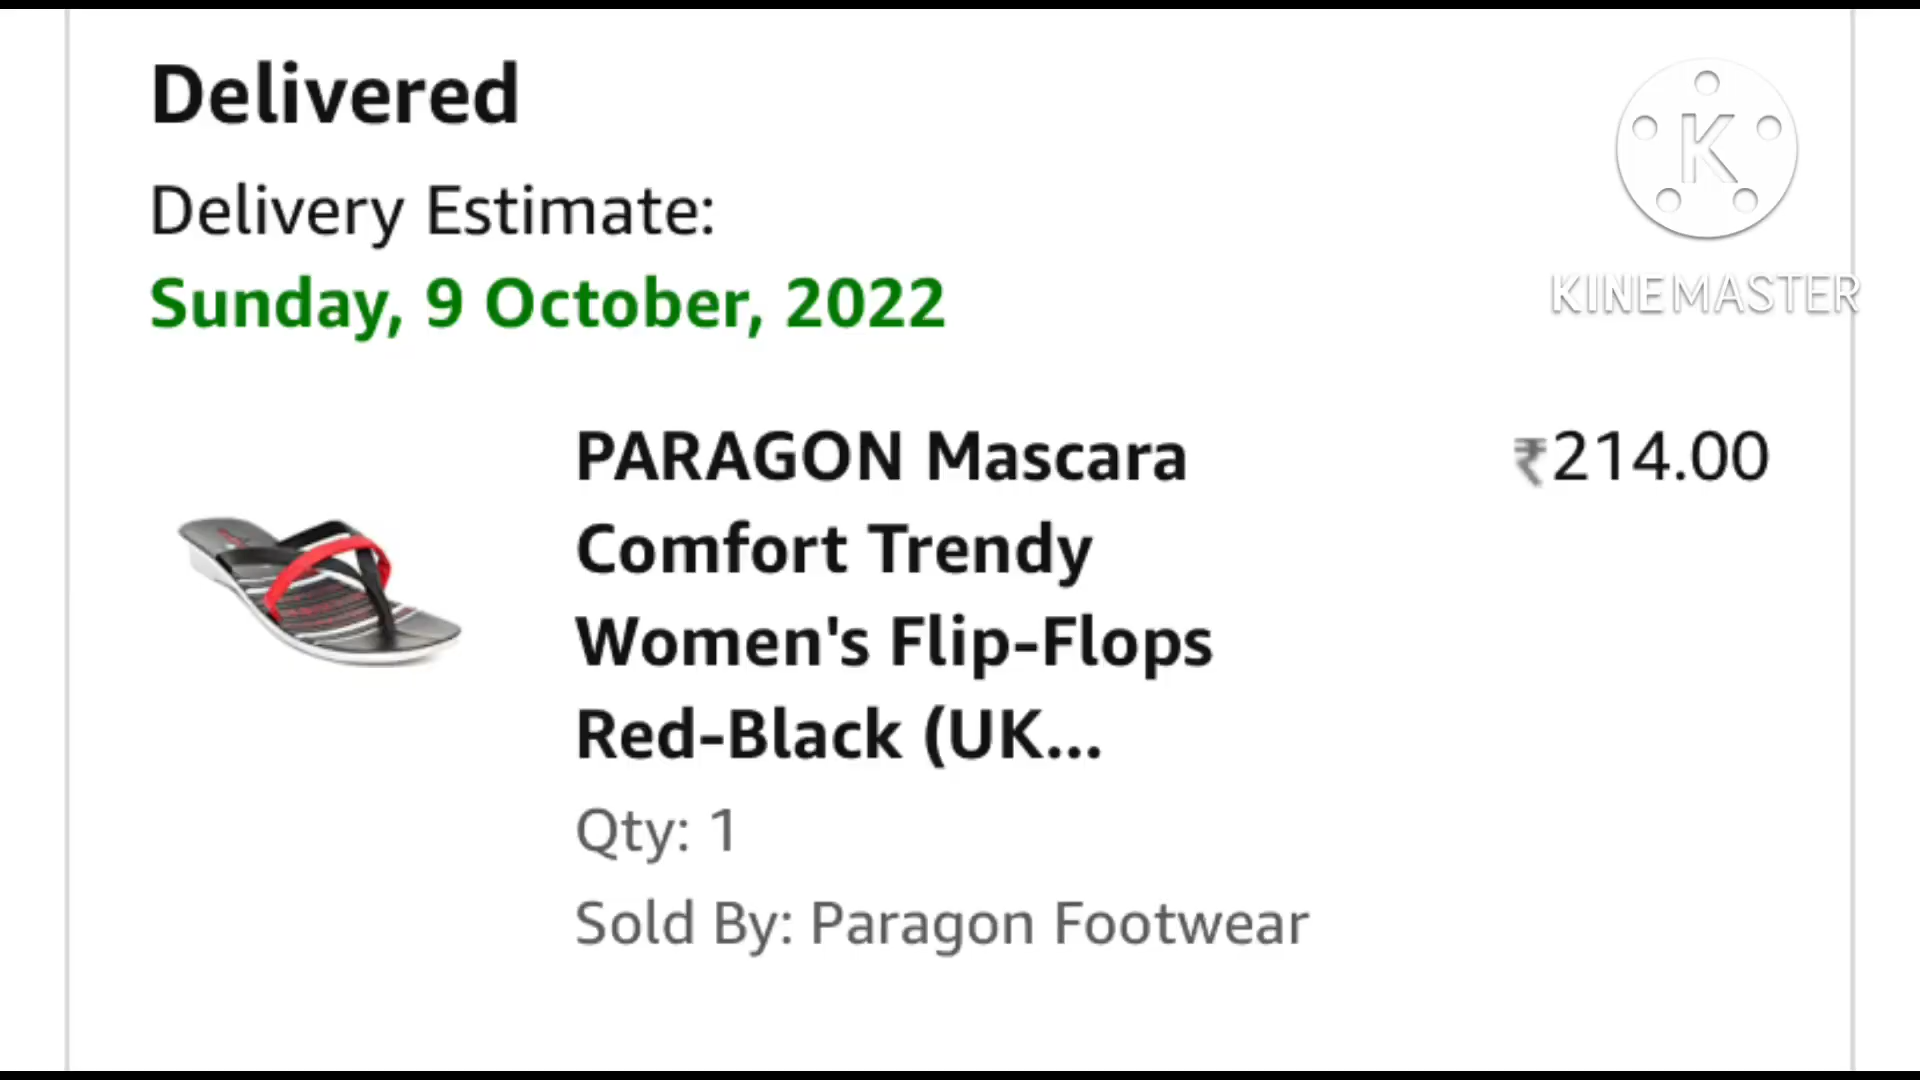 Delivered
Delivery Estimate:
Sunday, 9 October, 2022
K
KINEMASTER
PARAGON Mascara
₹214.00
Comfort Trendy
Women's Flip-Flops
Red-Black (UK...
Qty: 1
Sold By: Paragon Footwear